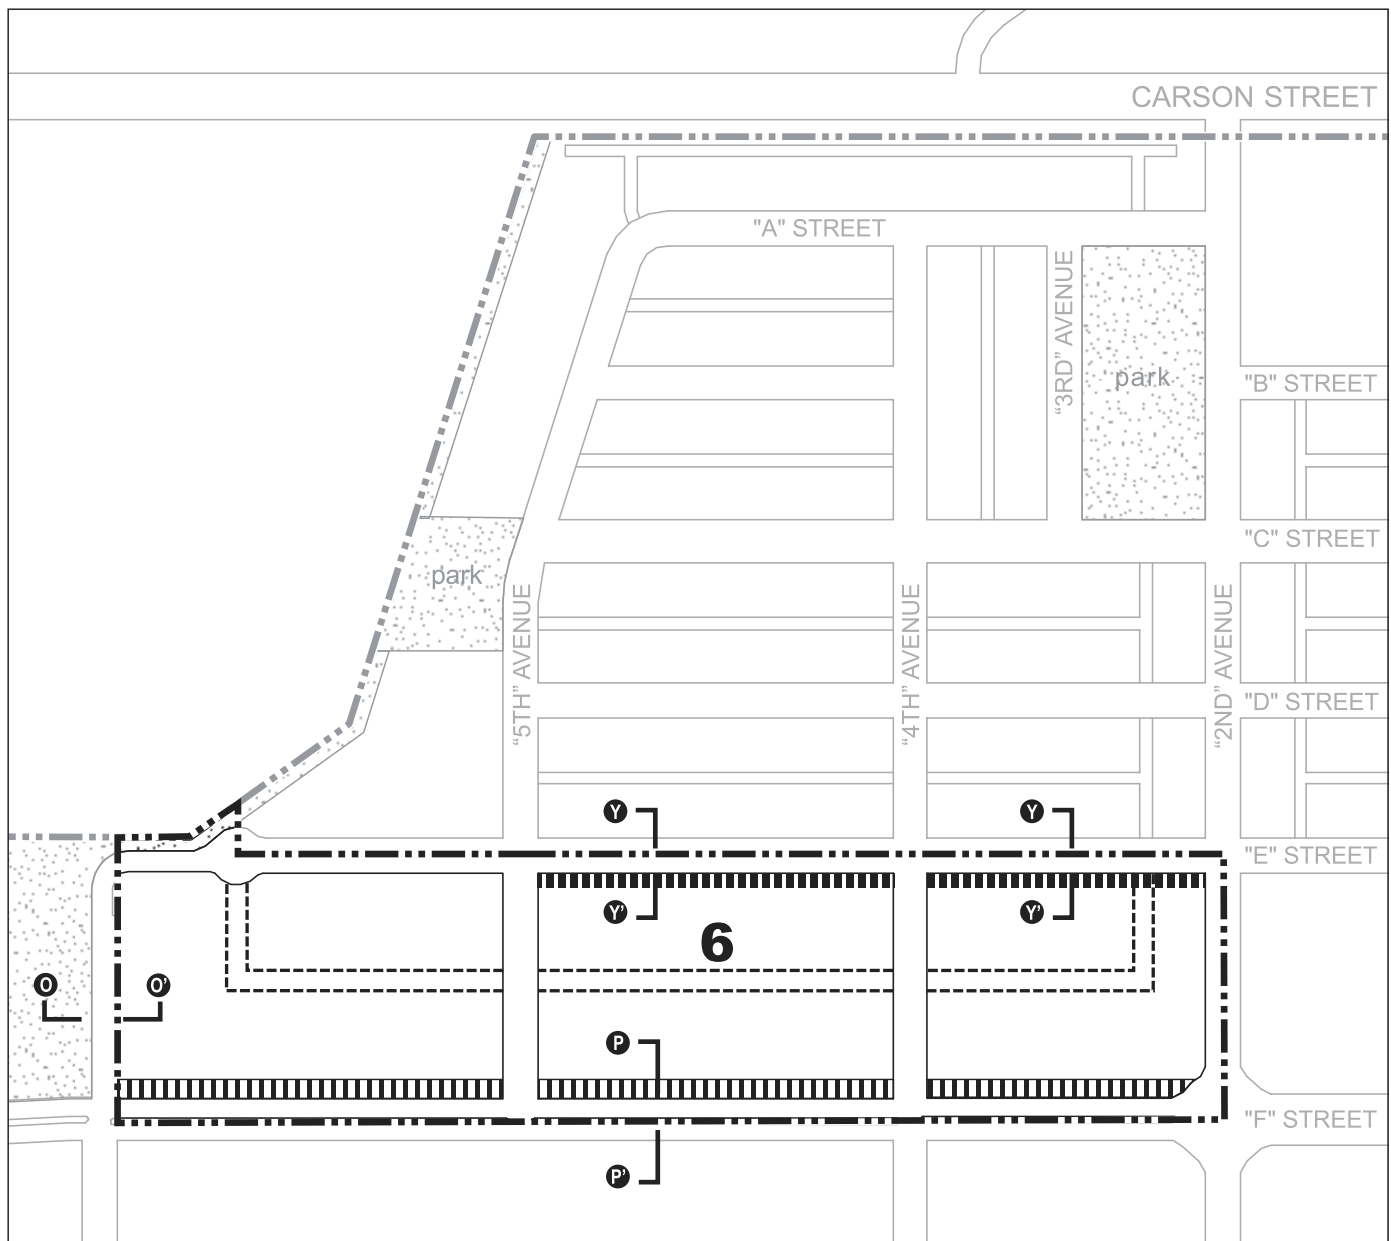 CARSON STREET
"A" STREET
“3RD” AVENUE
park
"B" STREET
"C" STREET
park
“5TH” AVENUE
“4TH” AVENUE
“2ND” AVENUE
"D" STREET
Y
Y
"E" STREET
Y'
Y'
6
O
O'
P
"F" STREET
P'